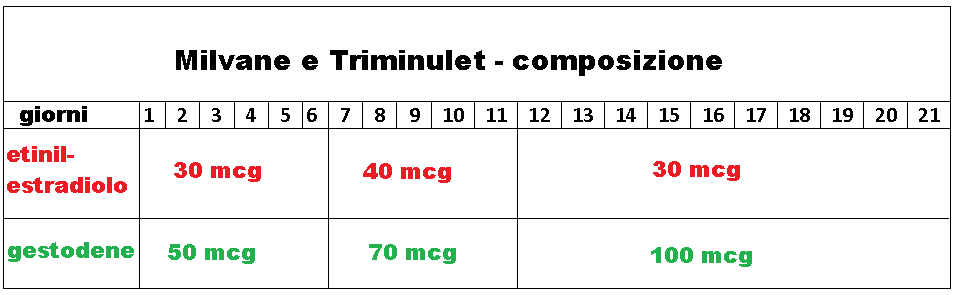 Milvane e Triminulet - composizione
giorni 1 2 3 4 5 6 7 8 9 10 11 12 13 14 15 16 17 18 19 20 21
etinil-
estradiolo 30 mcg 40 mcg 30 mcg
gestodene 50 mcg 70 mcg 100 mcg